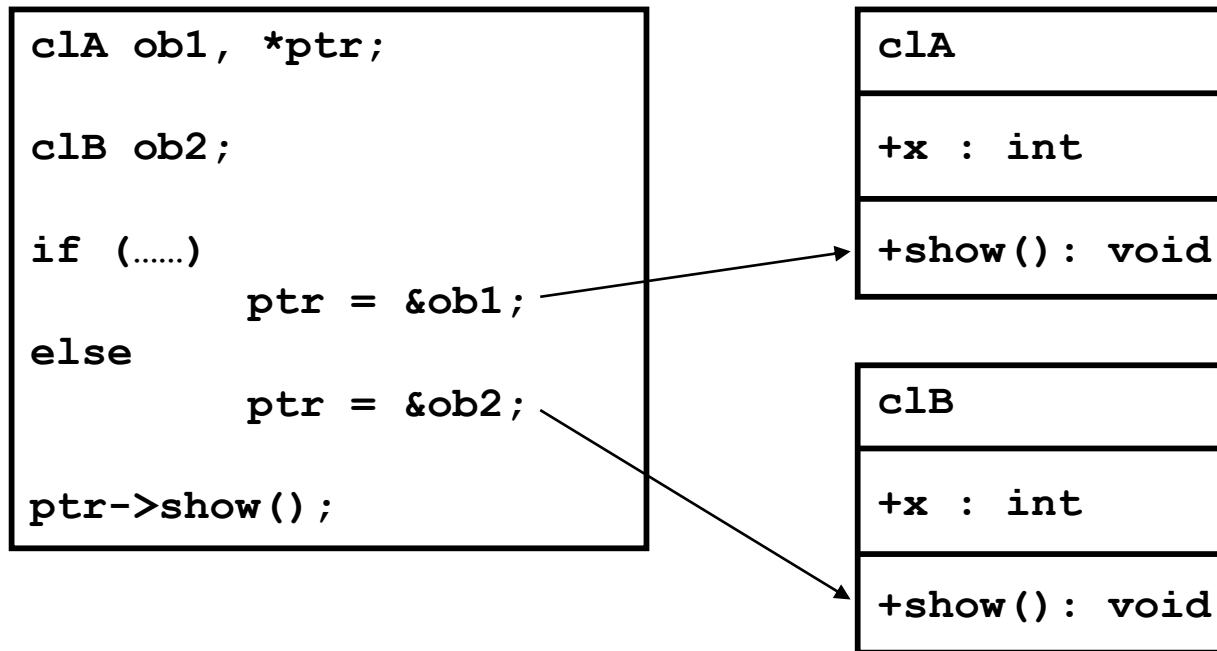 clA ob1, *ptr;
clB ob2;
if (……)
ptr = &ob1;
else
ptr = &ob2;
ptr->show();
clA
+x : int
+show(): void
clB
+x : int
+show(): void